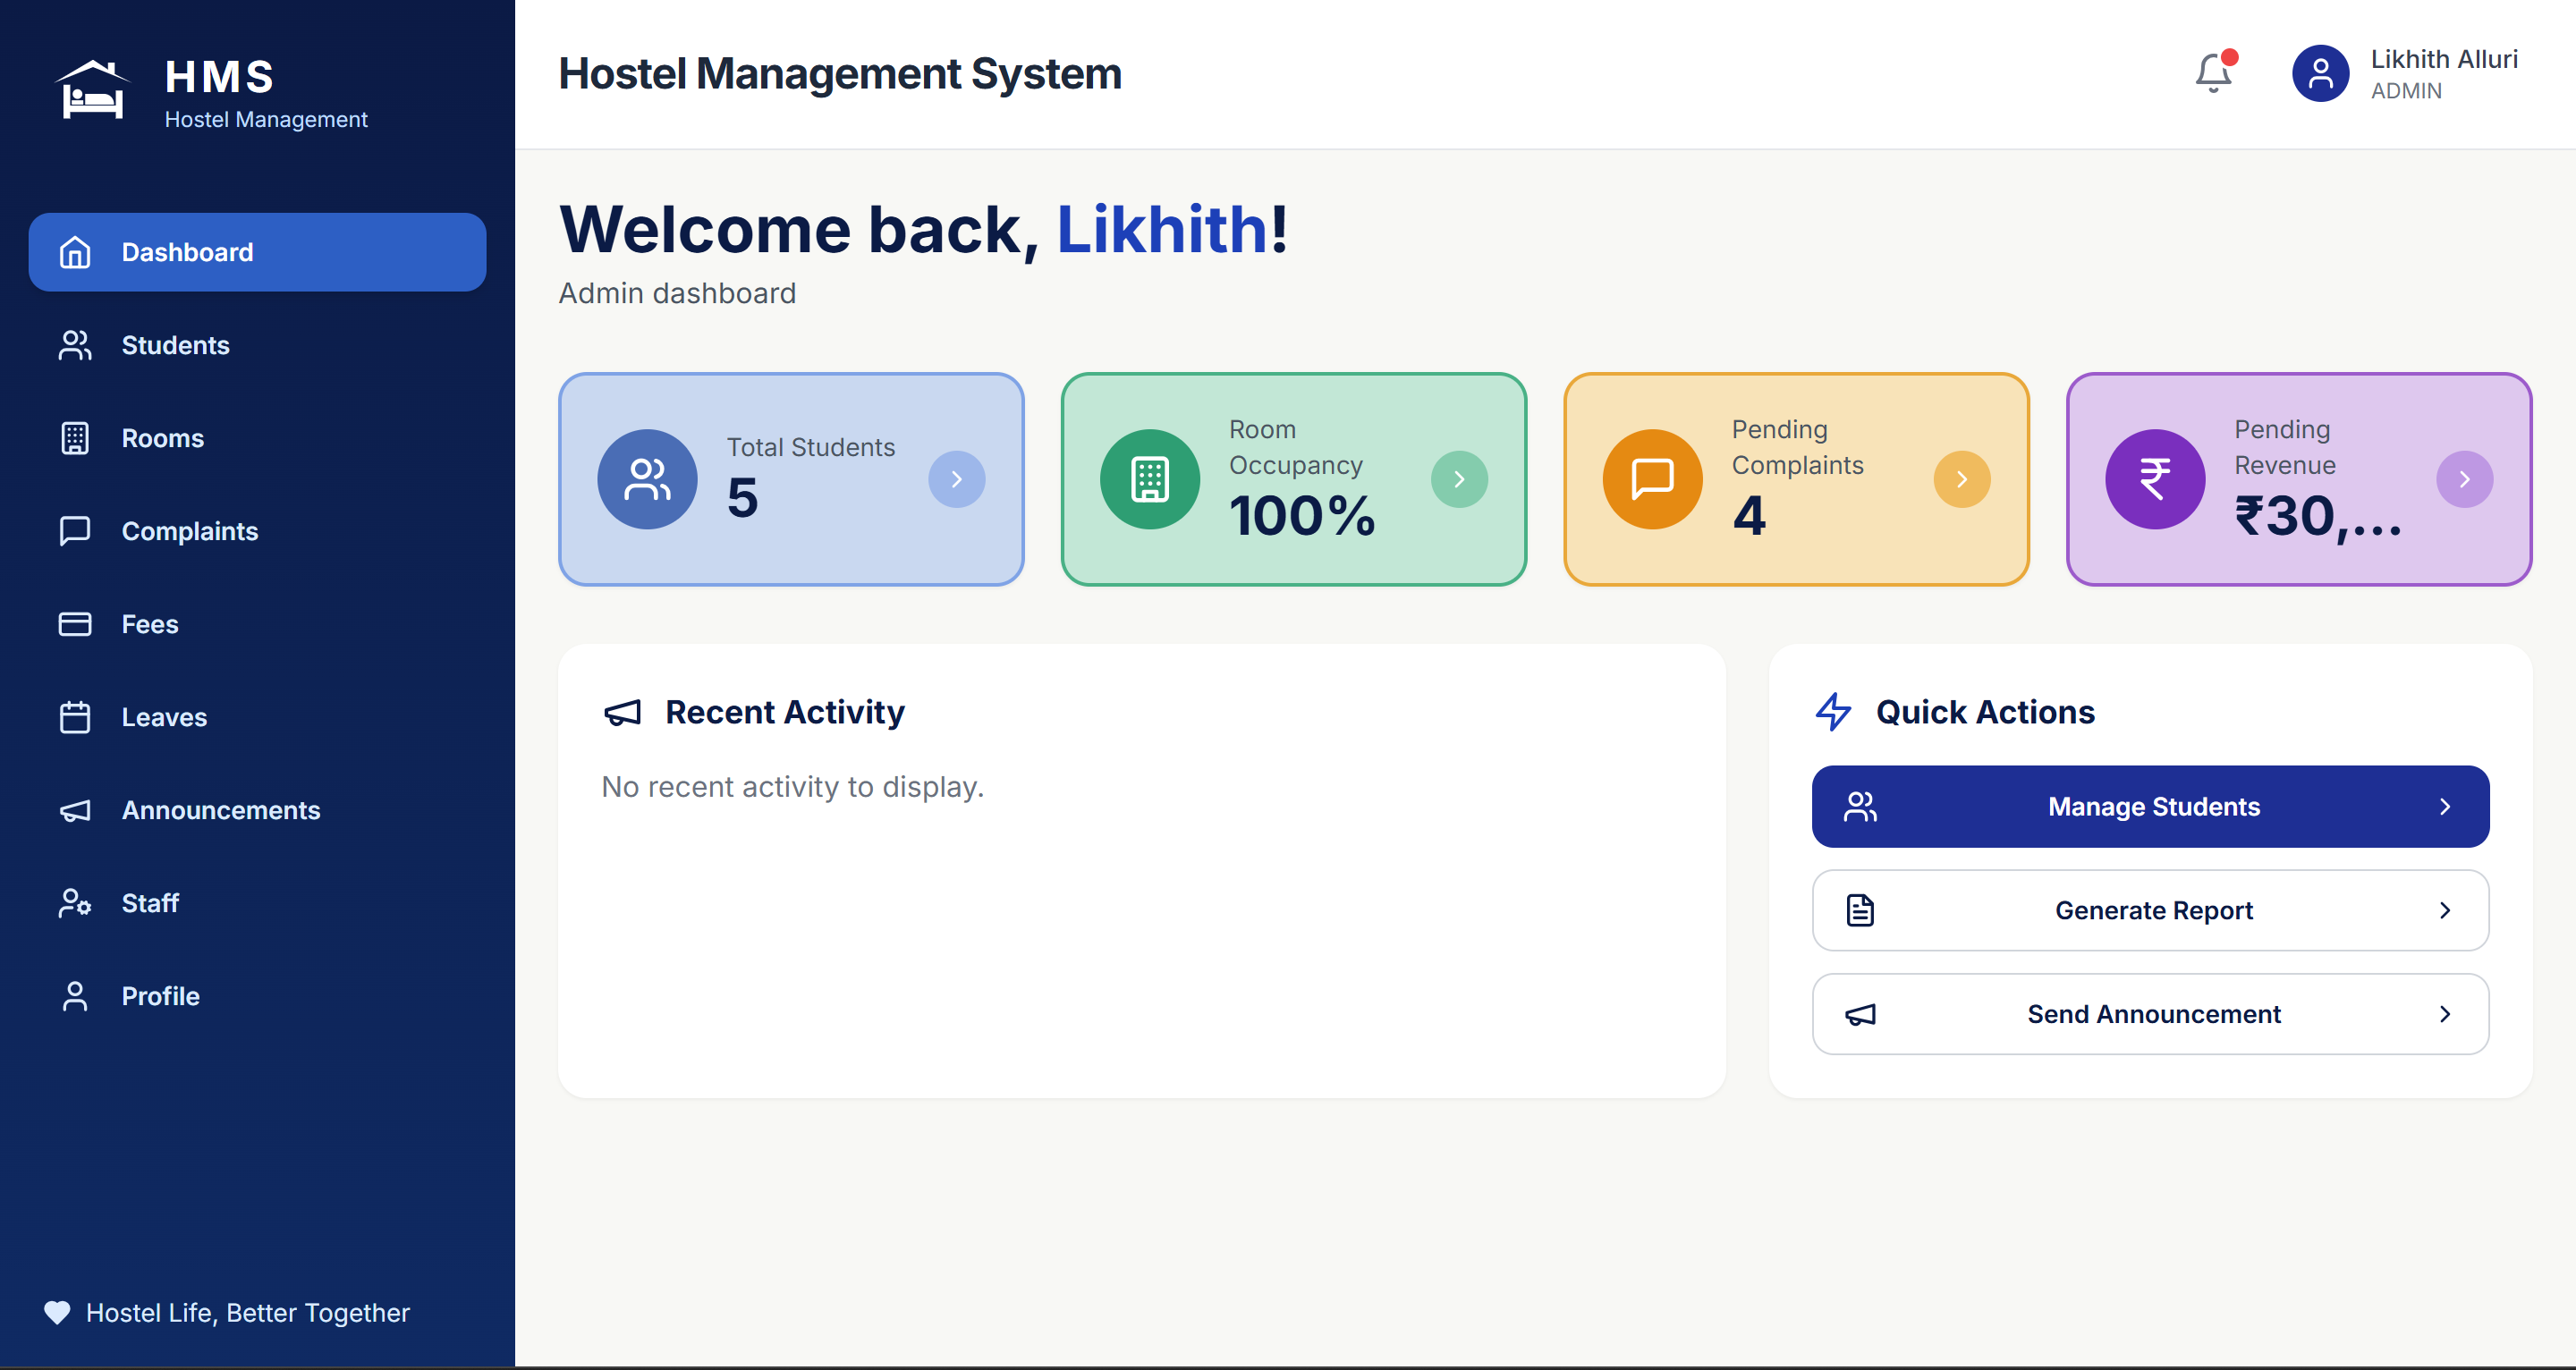 HMS
Hostel Management
Dashboard
Students
Rooms
Complaints
Fees
Leaves
Announcements
Staff
Profile
Hostel Life, Better Together
Hostel Management System
Likhith Alluri
ADMIN
Welcome back, Likhith!
Admin dashboard
Total Students
5
Room
Occupancy
100%
Pending
Complaints
4
Pending
Revenue
₹30,...
Recent Activity
No recent activity to display.
Quick Actions
Manage Students
Generate Report
Send Announcement